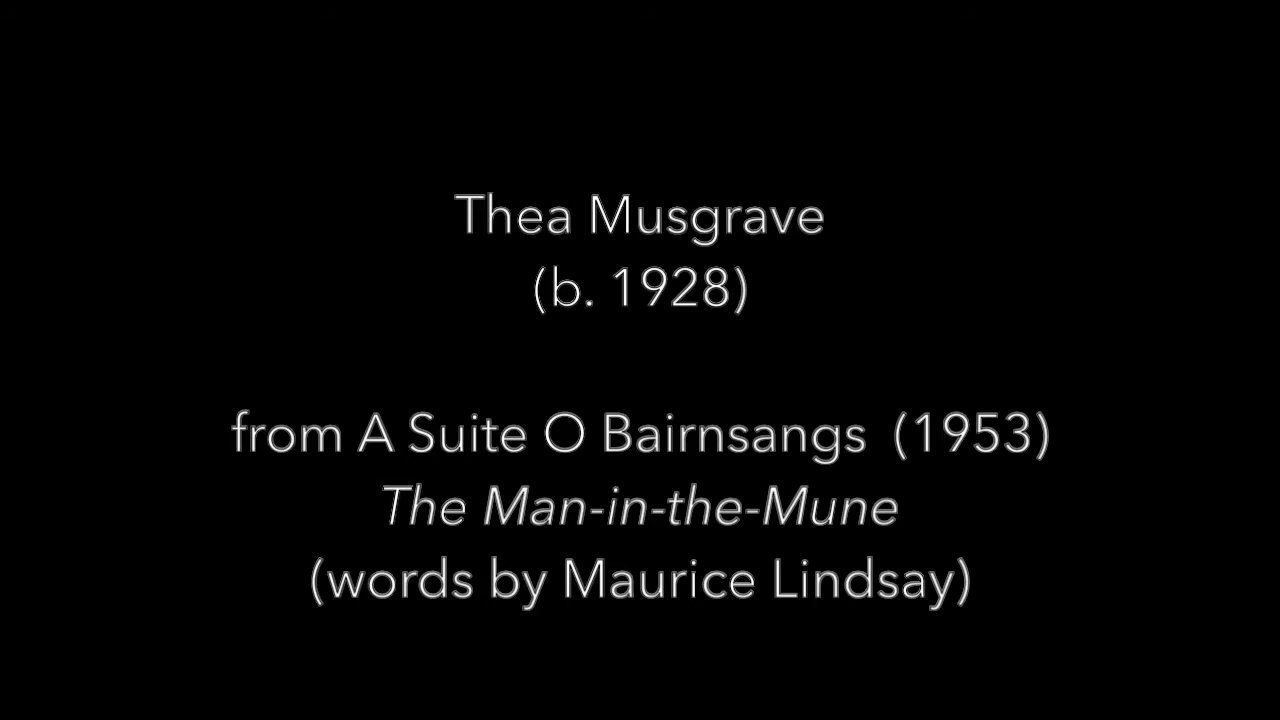 Thea Musgrave
(b. 1928)
from A Suite O Bairnsangs (1953)
The Man-in-the-Mune
(words by Maurice Lindsay)